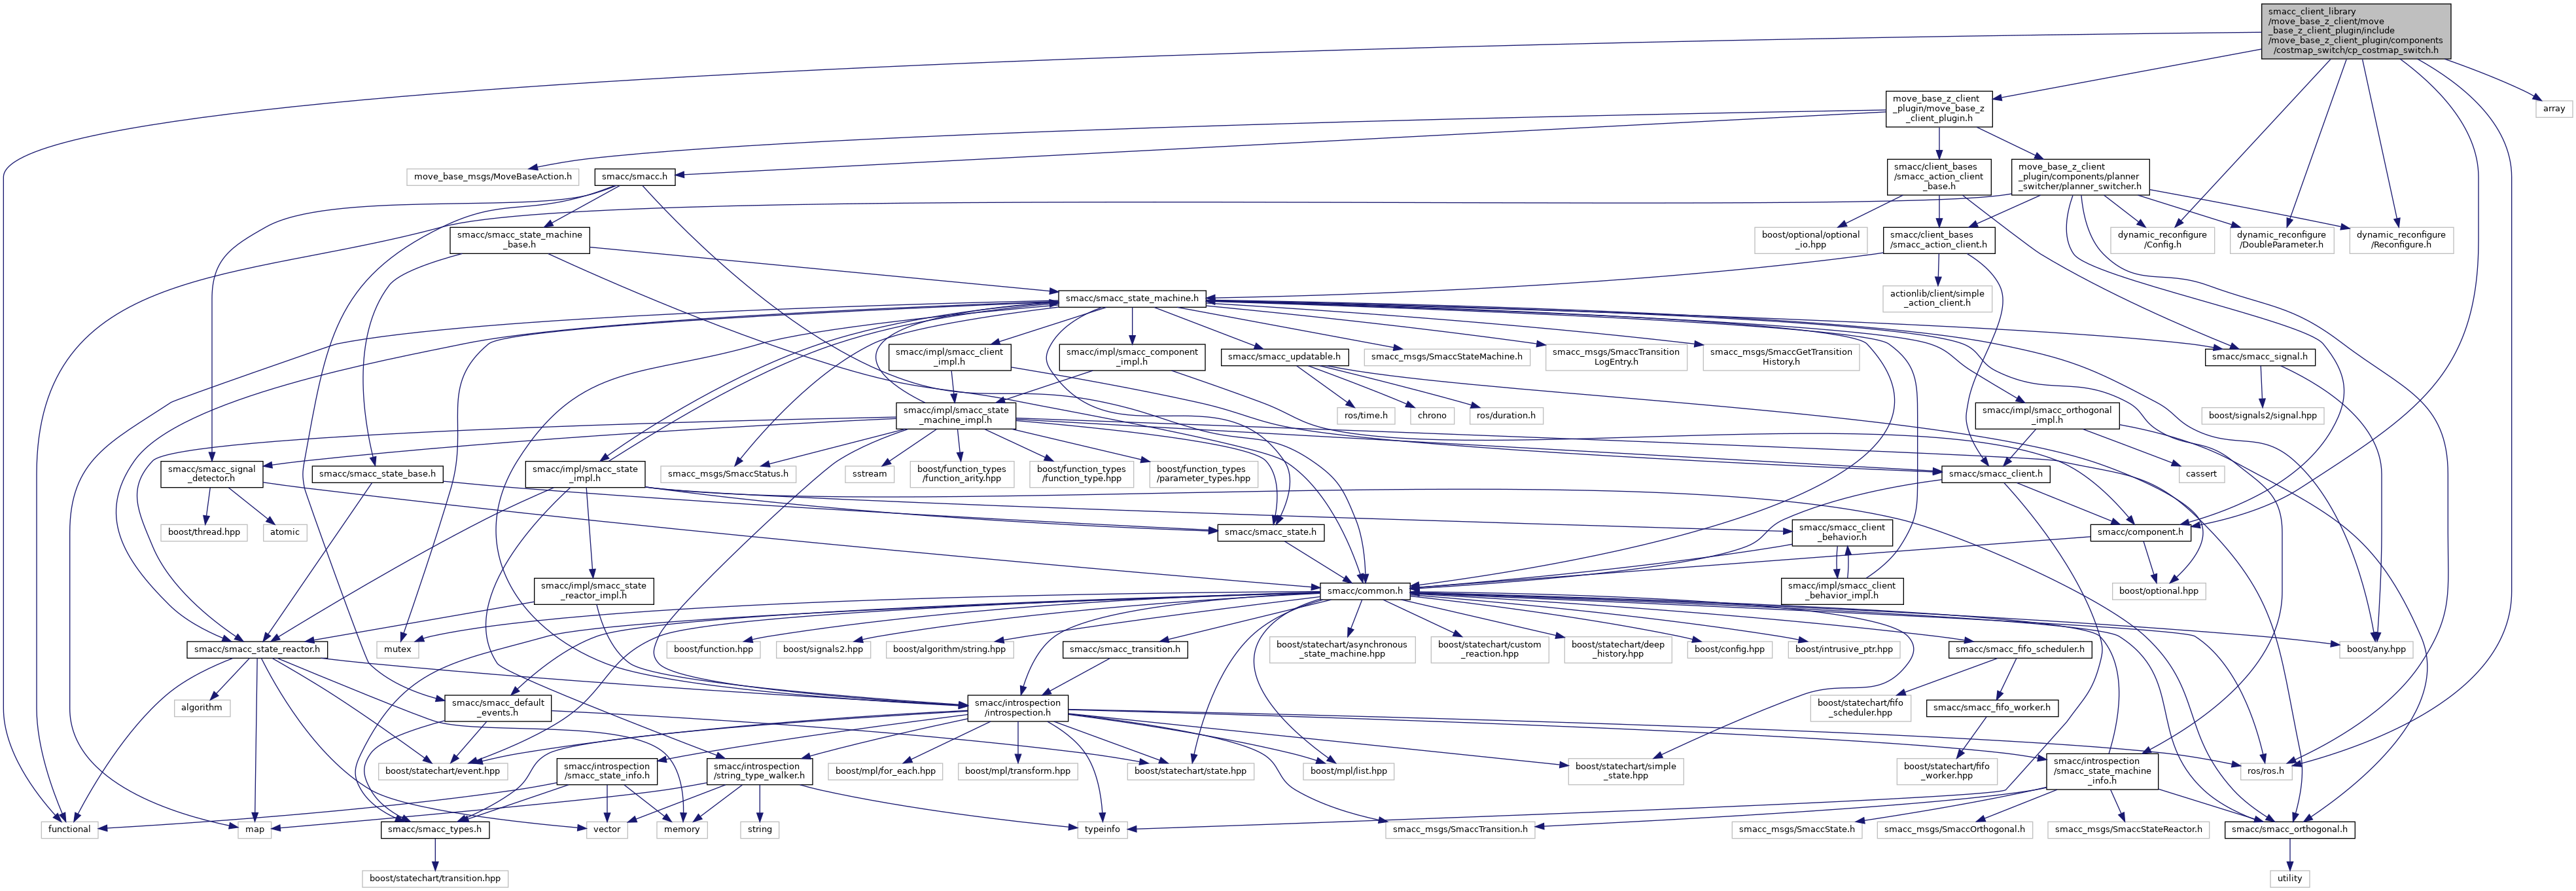 smacc_client_library
/move_base_z_client/move
_base_z_client_plugin/include
/move_base_z_client_plugin/components
/costmap_switch/cp_costmap_switch.h
move_base_z_client
_plugin/move_base_z
_client_plugin.h
array
move_base_msgs/MoveBaseAction.h
smacc/smacc.h
smacc/client_bases
/smacc_action_client
_base.h
move_base_z_client
_plugin/components/planner
_switcher/planner_switcher.h
smacc/smacc_state_machine
_base.h
boost/optional/optional
_io.hpp
smacc/client_bases
/smacc_action_client.h
dynamic_reconfigure
/Config.h
dynamic_reconfigure
/DoubleParameter.h
dynamic_reconfigure
/Reconfigure.h
smacc/smacc_state_machine.h
actionlib/client/simple
_action_client.h
smacc/impl/smacc_client
_impl.h
smacc/impl/smacc_component
_impl.h
smacc/smacc_updatable.h
smacc_msgs/SmaccStateMachine.h
smacc_msgs/SmaccTransition
LogEntry.h
smacc_msgs/SmaccGetTransition
History.h
smacc/smacc_signal.h
smacc/impl/smacc_state
_machine_impl.h
ros/time.h
chrono
ros/duration.h
smacc/impl/smacc_orthogonal
_impl.h
boost/signals2/signal.hpp
smacc/smacc_signal
_detector.h
smacc/smacc_state_base.h
smacc/impl/smacc_state
_impl.h
smacc_msgs/SmaccStatus.h
sstream
boost/function_types
/function_arity.hpp
boost/function_types
/function_type.hpp
boost/function_types
/parameter_types.hpp
smacc/smacc_client.h
cassert
boost/thread.hpp
atomic
smacc/smacc_state.h
smacc/smacc_client
_behavior.h
smacc/component.h
smacc/impl/smacc_state
_reactor_impl.h
smacc/common.h
smacc/impl/smacc_client
_behavior_impl.h
boost/optional.hpp
smacc/smacc_state_reactor.h
mutex
boost/function.hpp
boost/signals2.hpp
boost/algorithm/string.hpp
smacc/smacc_transition.h
boost/statechart/asynchronous
_state_machine.hpp
boost/statechart/custom
_reaction.hpp
boost/statechart/deep
_history.hpp
boost/config.hpp
boost/intrusive_ptr.hpp
smacc/smacc_fifo_scheduler.h
boost/any.hpp
algorithm
smacc/smacc_default
_events.h
smacc/introspection
/introspection.h
boost/statechart/fifo
_scheduler.hpp
smacc/smacc_fifo_worker.h
boost/statechart/event.hpp
smacc/introspection
/smacc_state_info.h
smacc/introspection
/string_type_walker.h
boost/mpl/for_each.hpp
boost/mpl/transform.hpp
boost/statechart/state.hpp
boost/mpl/list.hpp
boost/statechart/simple
_state.hpp
boost/statechart/fifo
_worker.hpp
smacc/introspection
/smacc_state_machine
_info.h
ros/ros.h
functional
map
smacc/smacc_types.h
vector
memory
string
typeinfo
smacc_msgs/SmaccTransition.h
smacc_msgs/SmaccState.h
smacc_msgs/SmaccOrthogonal.h
smacc_msgs/SmaccStateReactor.h
smacc/smacc_orthogonal.h
boost/statechart/transition.hpp
utility